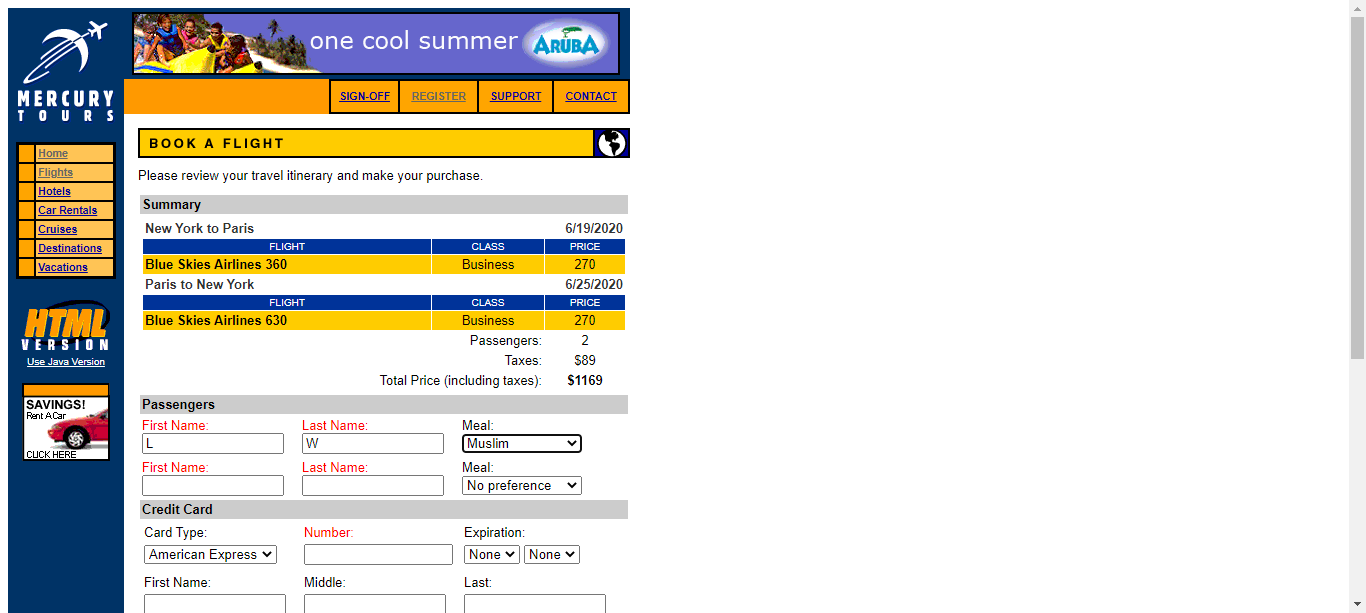 one cool summer ARUBA
MERCURY
TOURS
SIGN-OFF REGISTER SUPPORT CONTACT
Home
Flights
Hotels
Car Rentals
Cruises
Destinations
Vacations
HTML
VERSION
Use Java Version
SAVINGS!
Rent A Car
CLICK HERE
BOOK A FLIGHT
Please review your travel itinerary and make your purchase.
Summary
New York to Paris 6/19/2020
FLIGHT CLASS PRICE
Blue Skies Airlines 360 Business 270
Paris to New York 6/25/2020
FLIGHT CLASS PRICE
Blue Skies Airlines 630 Business 270
Passengers: 2
Taxes: $89
Total Price (including taxes): $1169
Passengers
First Name: Last Name: Meal:
L W Muslim
First Name: Last Name: Meal:
No preference
Credit Card
Card Type: Number: Expiration:
American Express None None
First Name: Middle: Last: